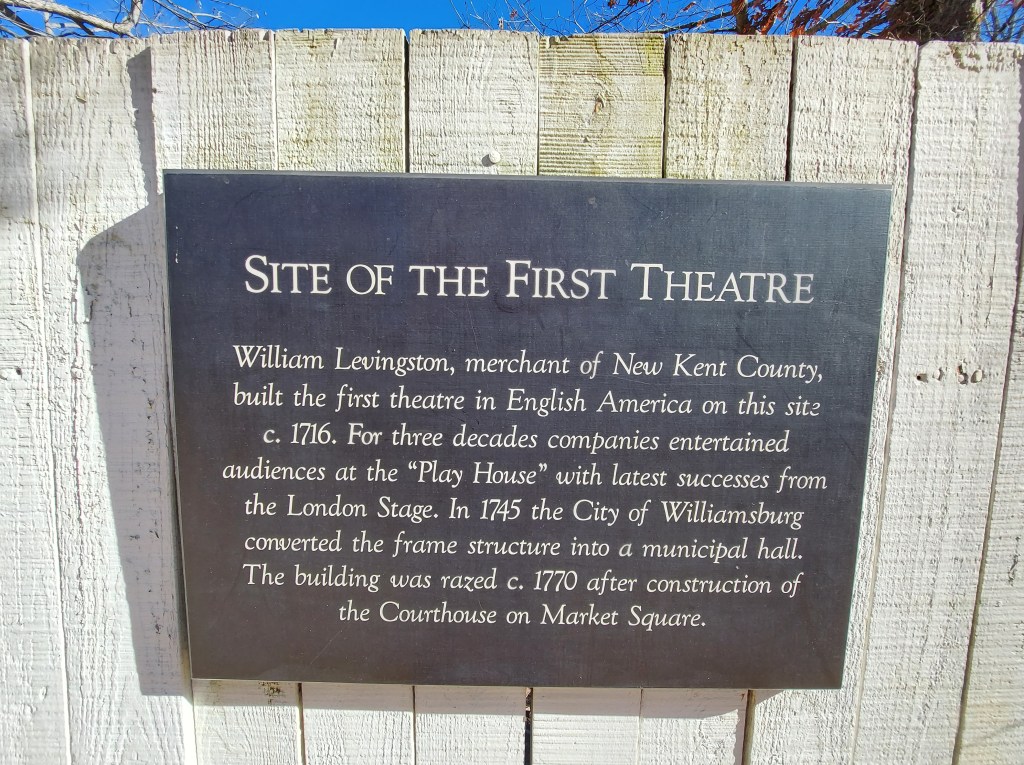 SITE OF THE FIRST THEATRE
William Levingston, merchant of New Kent County,
built the first theatre in English America on this site
c. 1716. For three decades companies entertained
audiences at the “Play House” with latest successes from
the London Stage. In 1745 the City of Williamsburg
converted the frame structure into a municipal hall.
The building was razed c. 1770 after construction of
the Courthouse on Market Square.